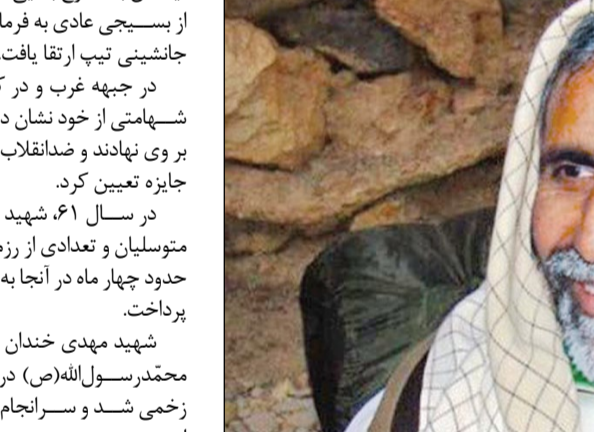 از بسیجی عادی به فرما
جانشینی تیپ ارتقا یافت.
در جبهه غرب و در ک
شهامتی از خود نشان د
بر وی نهادند و ضدانقلاب
جایزه تعیین کرد.
در سال ۶۱، شهید
متوسلیان و تعدادی از رزم
حدود چهار ماه در آنجا به
پرداخت.
شهید مهدی خندان
محمّدرسول‌الله(ص) در
زخمی شد و سرانجام